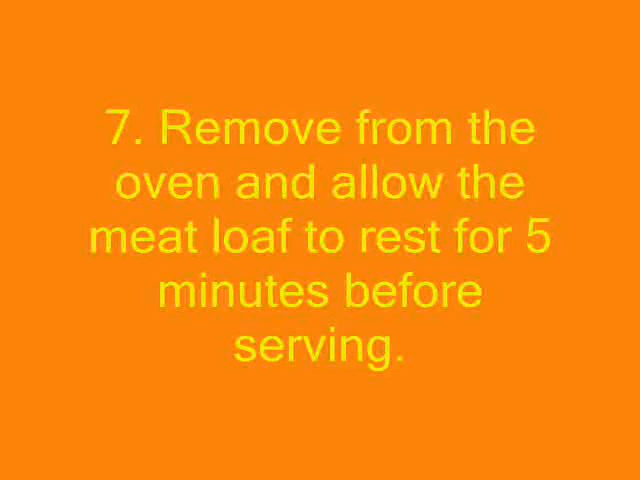 7. Remove from the
oven and allow the
meat loaf to rest for 5
minutes before
serving.